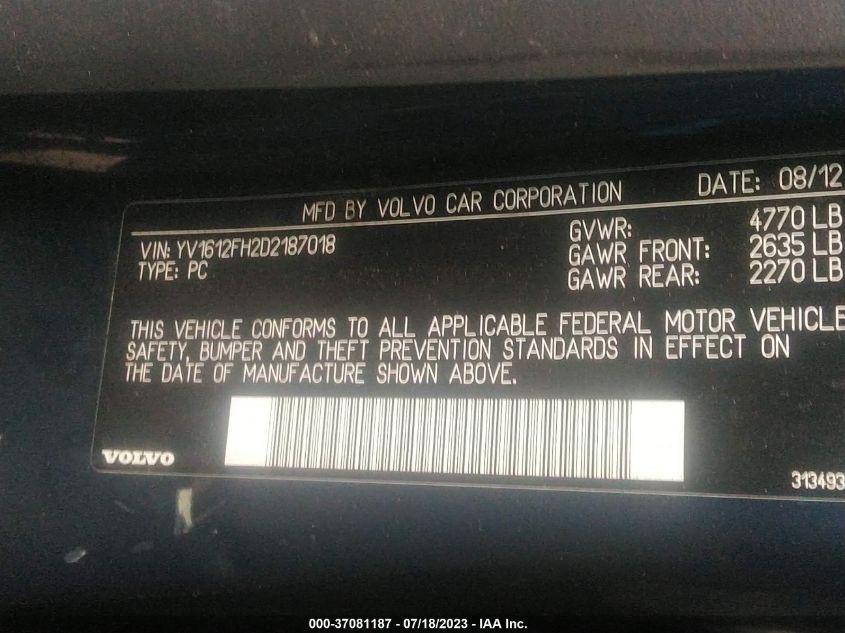 MFD BY VOLVO CAR CORPORATION DATE: 08/12
VIN: YV1612FH2D2187018 GVWR: 4770 LB
TYPE: PC GAWR FRONT: 2635 LB
GAWR REAR: 2270 LB
THIS VEHICLE CONFORMS TO ALL APPLICABLE FEDERAL MOTOR VEHICLE
SAFETY, BUMPER AND THEFT PREVENTION STANDARDS IN EFFECT ON
THE DATE OF MANUFACTURE SHOWN ABOVE.
VOLVO
313493
000-37081187 - 07/18/2023 - IAA Inc.